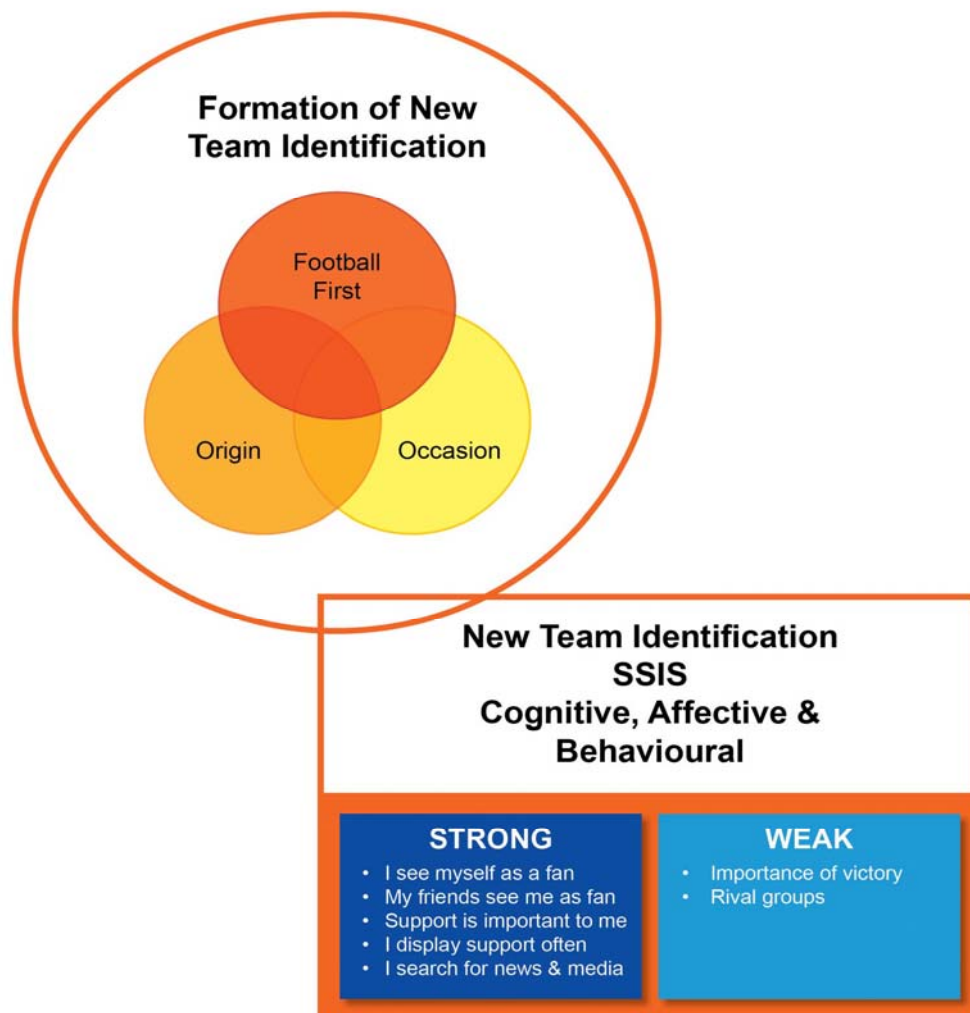 Formation of New
Team Identification
Football
First
Origin
Occasion
New Team Identification
SSIS
Cognitive, Affective &
Behavioural
STRONG
• I see myself as a fan
• My friends see me as fan
• Support is important to me
• I display support often
• I search for news & media
WEAK
• Importance of victory
• Rival groups